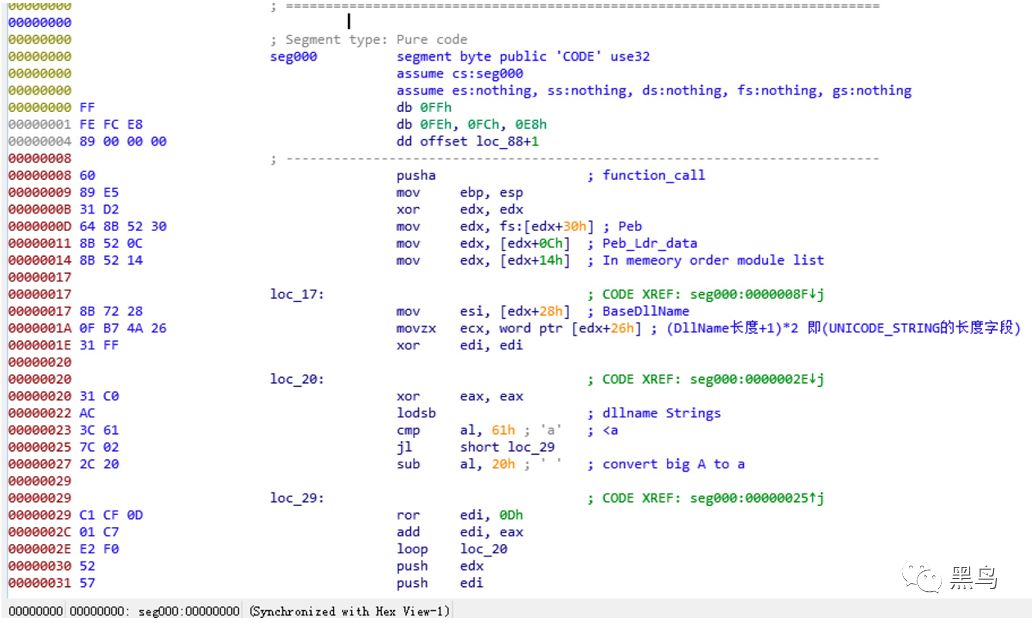 00000000 ; ===========================================================================
00000000
00000000 ; Segment type: Pure code
00000000 seg000 segment byte public 'CODE' use32
00000000 assume cs:seg000
00000000 assume es:nothing, ss:nothing, ds:nothing, fs:nothing, gs:nothing
00000000 FF db 0FFh
00000001 FE FC E8 db 0FEh, 0FCh, 0E8h
00000004 89 00 00 00 dd offset loc_88+1
00000008 ; ---------------------------------------------------------------------------
00000008 60 pusha ; function_call
00000009 89 E5 mov ebp, esp
0000000B 31 D2 xor edx, edx
0000000D 64 8B 52 30 mov edx, fs:[edx+30h] ; Peb
00000011 8B 52 0C mov edx, [edx+0Ch] ; Peb_Ldr_data
00000014 8B 52 14 mov edx, [edx+14h] ; In memeory order module list
00000017
00000017 loc_17: ; CODE XREF: seg000:0000008F↓j
00000017 8B 72 28 mov esi, [edx+28h] ; BaseDllName
0000001A 0F B7 4A 26 movzx ecx, word ptr [edx+26h] ; (DllName长度+1)*2 即(UNICODE_STRING的长度字段)
0000001E 31 FF xor edi, edi
00000020
00000020 loc_20: ; CODE XREF: seg000:0000002E↓j
00000020 31 C0 xor eax, eax
00000022 AC lodsb ; dllname Strings
00000023 3C 61 cmp al, 61h ; 'a' ; <a
00000025 7C 02 jl short loc_29
00000027 2C 20 sub al, 20h ; ' ' ; convert big A to a
00000029
00000029 loc_29: ; CODE XREF: seg000:00000025↑j
00000029 C1 CF 0D ror edi, 0Dh
0000002C 01 C7 add edi, eax
0000002E E2 F0 loop loc_20
00000030 52 push edx
00000031 57 push edi
黑鸟
00000000 00000000: seg000:00000000 (Synchronized with Hex View-1)